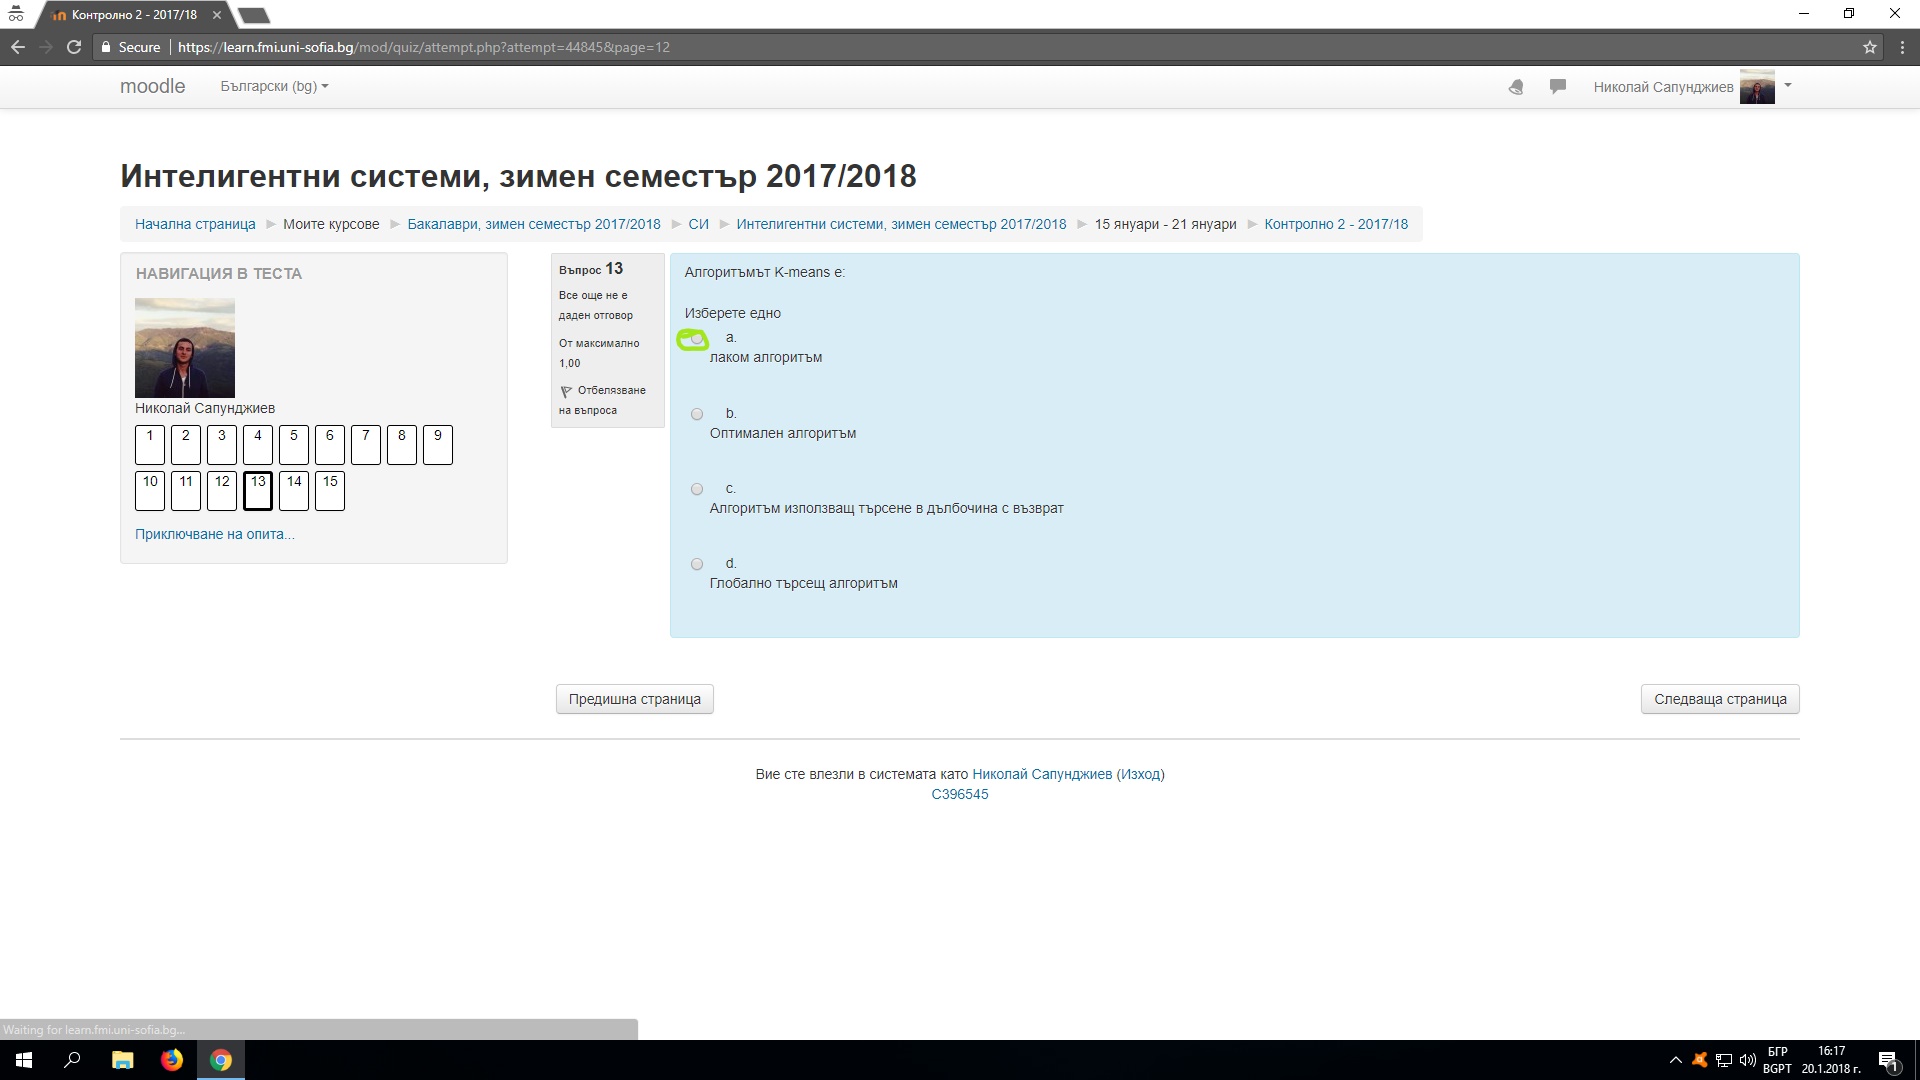 Контролно 2 - 2017/18
Secure
https://learn.fmi.uni-sofia.bg/mod/quiz/attempt.php?attempt=44845&page=12
moodle
Български (bg)
Николай Сапунджиев
Интелигентни системи, зимен семестър 2017/2018
Начална страница ► Моите курсове ► Бакалаври, зимен семестър 2017/2018 ► СИ ► Интелигентни системи, зимен семестър 2017/2018 ► 15 януари - 21 януари ► Контролно 2 - 2017/18
НАВИГАЦИЯ В ТЕСТА
Николай Сапунджиев
1 2 3 4 5 6 7 8 9
10 11 12 13 14 15
Приключване на опита...
Въпрос 13
Все още не е
даден отговор
От максимално
1,00
Отбелязване
на въпроса
Алгоритъмът K-means е:
Изберете едно
a.
лаком алгоритъм
b.
Оптимален алгоритъм
c.
Алгоритъм използващ търсене в дълбочина с възврат
d.
Глобално търсещ алгоритъм
Предишна страница
Следваща страница
Вие сте влезли в системата като Николай Сапунджиев (Изход)
СИ396545
Waiting for learn.fmi.uni-sofia.bg...
БГР
BGPT
16:17
20.1.2018 г.
1